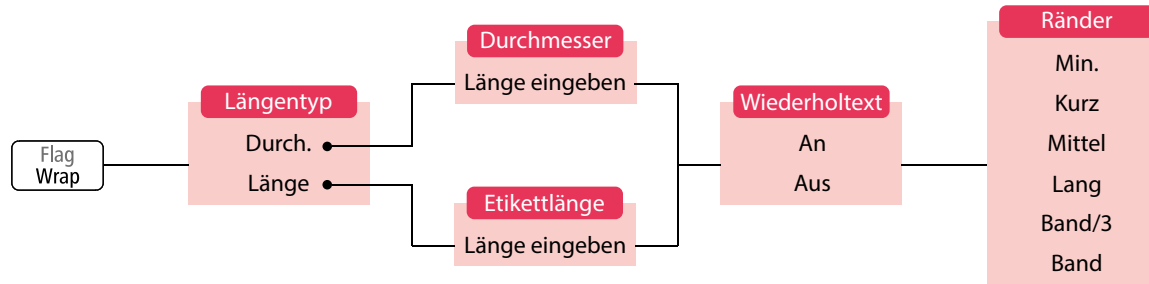 Flag
Wrap
Längentyp
Durch.
Länge
Durchmesser
Länge eingeben
Etikettlänge
Länge eingeben
Wiederholtext
An
Aus
Ränder
Min.
Kurz
Mittel
Lang
Band/3
Band